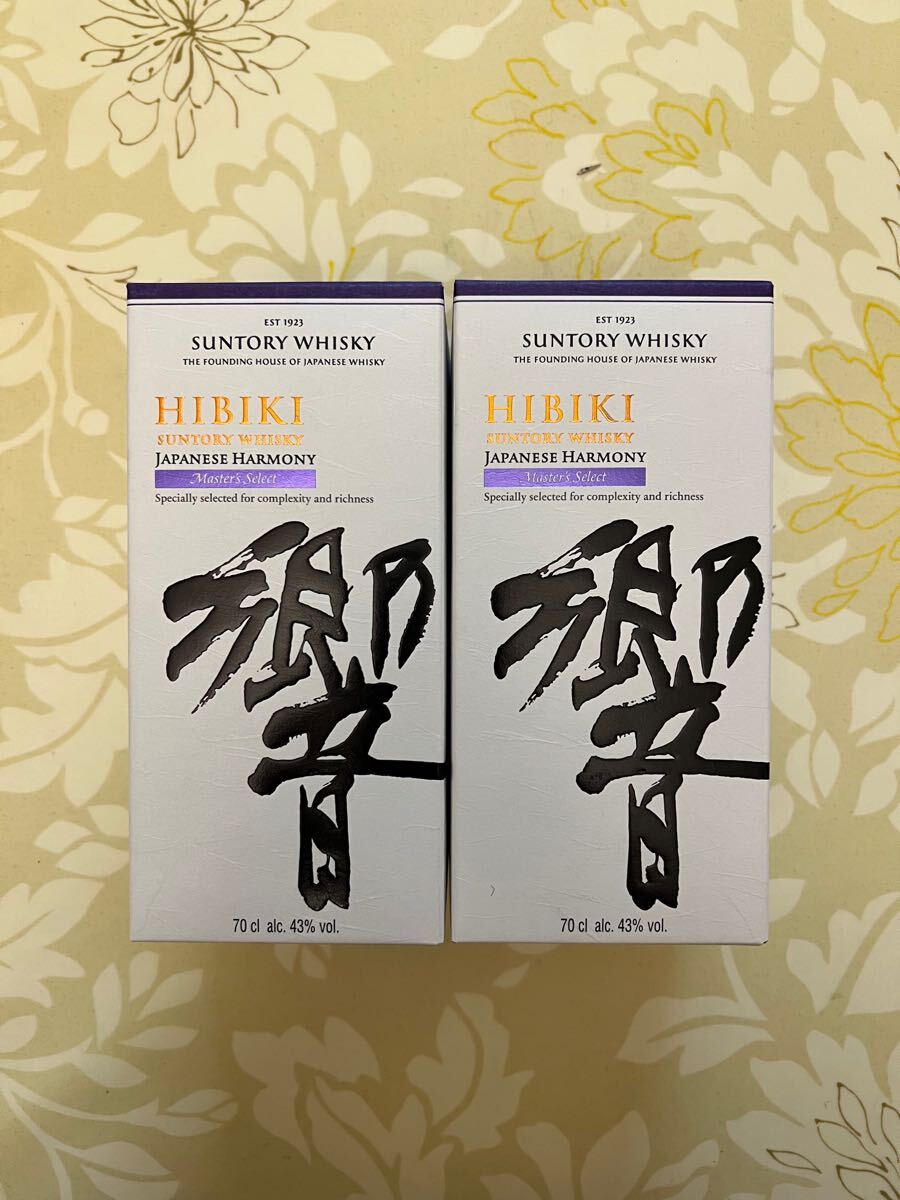 EST 1923
SUNTORY WHISKY
THE FOUNDING HOUSE OF JAPANESE WHISKY
HIBIKI
SUNTORY WHISKY
JAPANESE HARMONY
Master's Select
Specially selected for complexity and richness
響
70 cl alc. 43% vol.
EST 1923
SUNTORY WHISKY
THE FOUNDING HOUSE OF JAPANESE WHISKY
HIBIKI
SUNTORY WHISKY
JAPANESE HARMONY
Master's Select
Specially selected for complexity and richness
響
70 cl alc. 43% vol.